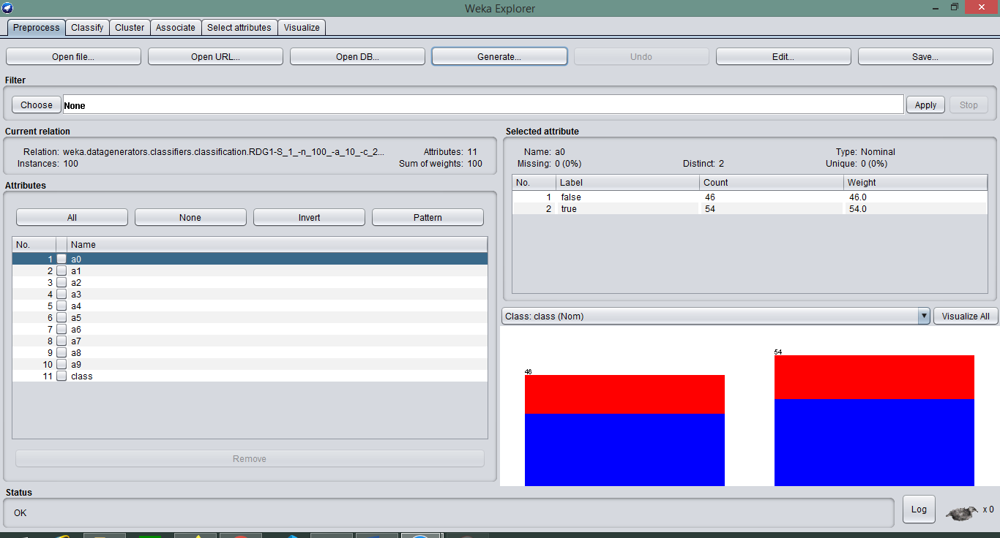 Weka Explorer
Preprocess Classify Cluster Associate Select attributes Visualize
Open file... Open URL... Open DB... Generate... Undo Edit... Save...
Filter
Choose None Apply Stop
Current relation
Relation: weka.datagenerators.classifiers.classification.RDG1-S_1_-n_100_-a_10_-c_2... Attributes: 11
Instances: 100 Sum of weights: 100
Attributes
All None Invert Pattern
No. Name
1 a0
2 a1
3 a2
4 a3
5 a4
6 a5
7 a6
8 a7
9 a8
10 a9
11 class
Remove
Selected attribute
Name: a0 Type: Nominal
Missing: 0 (0%) Distinct: 2 Unique: 0 (0%)
No. Label Count Weight
1 false 46 46.0
2 true 54 54.0
Class: class (Nom) Visualize All
46
54
Status
OK
Log x 0